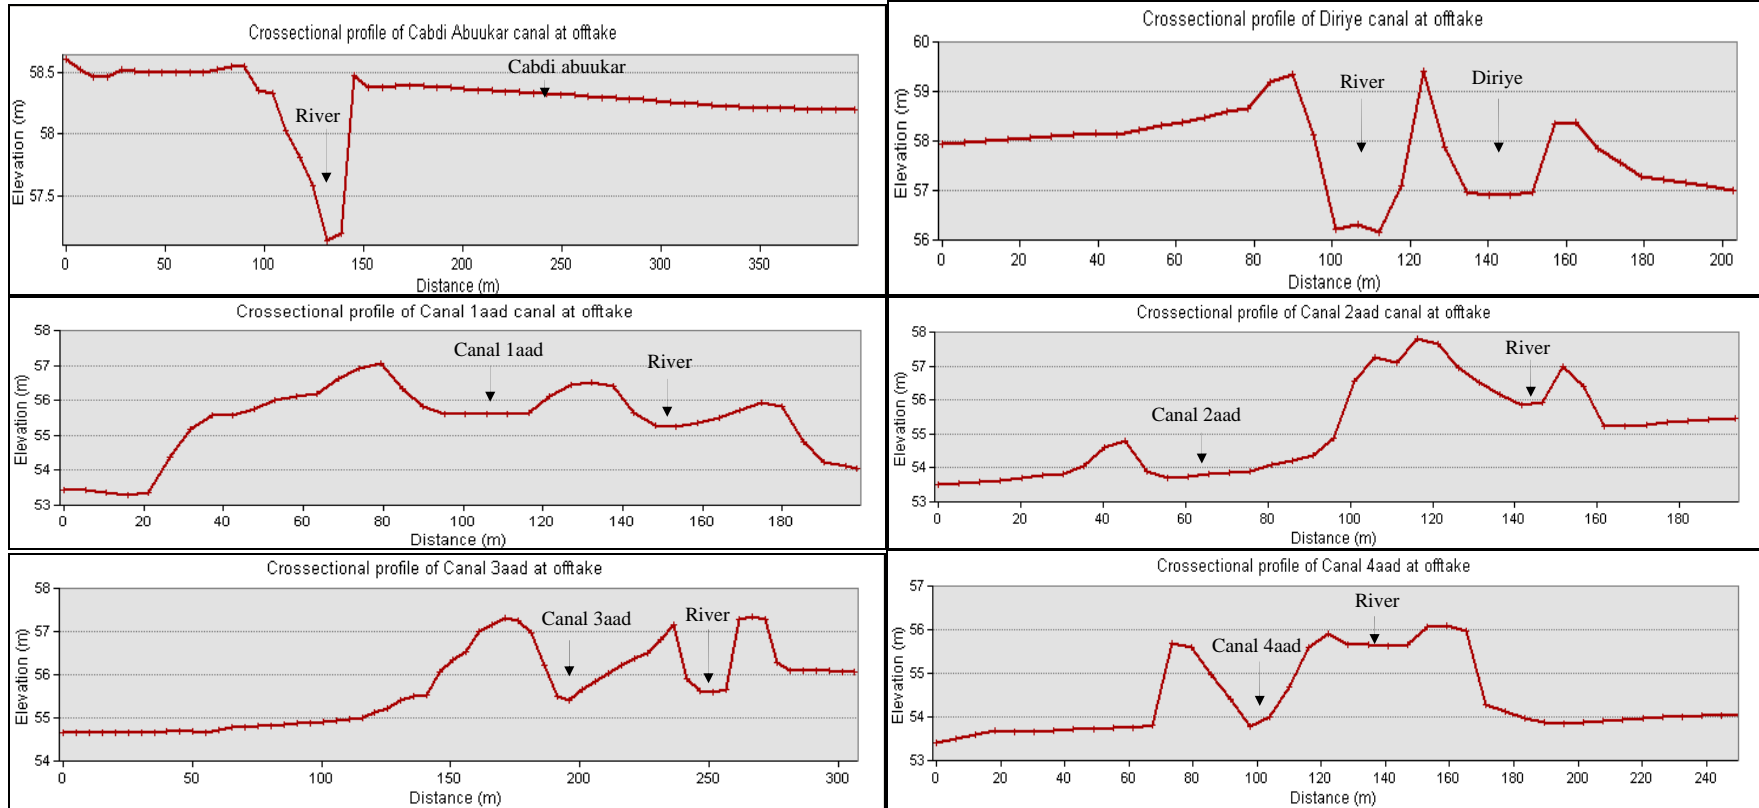 Crossectional profile of Cabdi Abuukar canal at offtake
58.5
58
57.5
Elevation (m)
River
Cabdi abuukar
0 50 100 150 200 250 300 350
Distance (m)
Crossectional profile of Diriye canal at offtake
60
59
58
57
56
Elevation (m)
River
Diriye
0 20 40 60 80 100 120 140 160 180 200
Distance (m)
Crossectional profile of Canal 1aad canal at offtake
58
57
56
55
54
53
Elevation (m)
Canal 1aad
River
0 20 40 60 80 100 120 140 160 180
Distance (m)
Crossectional profile of Canal 2aad canal at offtake
58
57
56
55
54
53
Elevation (m)
Canal 2aad
River
0 20 40 60 80 100 120 140 160 180
Distance (m)
Crossectional profile of Canal 3aad at offtake
58
57
56
55
54
Elevation (m)
Canal 3aad
River
0 50 100 150 200 250 300
Distance (m)
Crossectional profile of Canal 4aad at offtake
57
56
55
54
53
Elevation (m)
River
Canal 4aad
0 20 40 60 80 100 120 140 160 180 200 220 240
Distance (m)